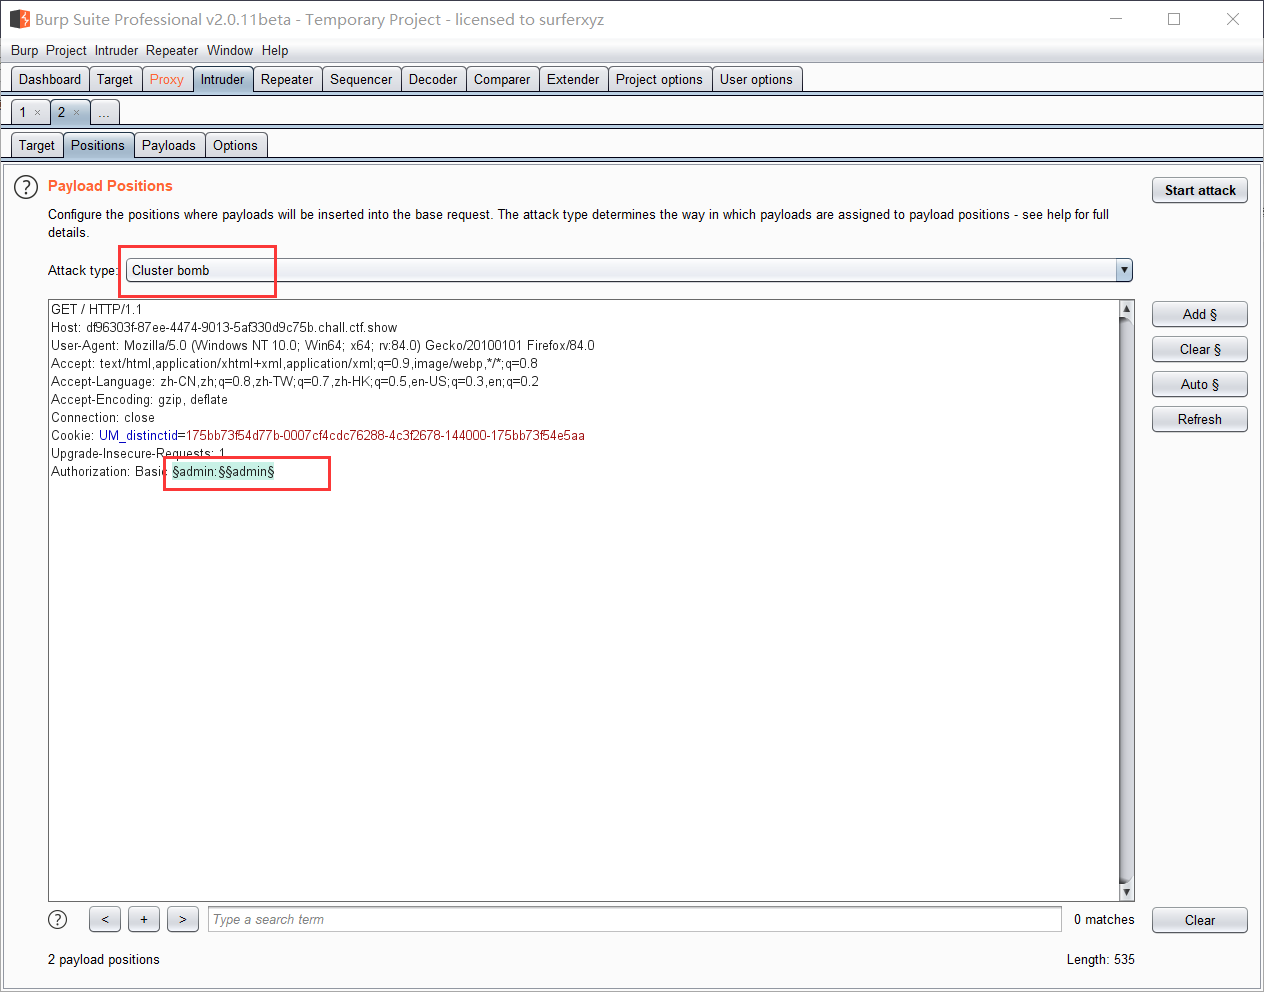 Burp Suite Professional v2.0.11beta - Temporary Project - licensed to surferxyz
Burp Project Intruder Repeater Window Help
Dashboard Target Proxy Intruder Repeater Sequencer Decoder Comparer Extender Project options User options
1 × 2 × ...
Target Positions Payloads Options
? Payload Positions
Start attack
Configure the positions where payloads will be inserted into the base request. The attack type determines the way in which payloads are assigned to payload positions - see help for full
details.
Attack type: Cluster bomb
GET / HTTP/1.1
Host: df96303f-87ee-4474-9013-5af330d9c75b.chall.ctf.show
User-Agent: Mozilla/5.0 (Windows NT 10.0; Win64; x64; rv:84.0) Gecko/20100101 Firefox/84.0
Accept: text/html,application/xhtml+xml,application/xml;q=0.9,image/webp,*/*;q=0.8
Accept-Language: zh-CN,zh;q=0.8,zh-TW;q=0.7,zh-HK;q=0.5,en-US;q=0.3,en;q=0.2
Accept-Encoding: gzip, deflate
Connection: close
Cookie: UM_distinctid=175bb73f54d77b-0007cf4cdc76288-4c3f2678-144000-175bb73f54e5aa
Upgrade-Insecure-Requests: 1
Authorization: Basic §admin:§§admin§
Add §
Clear §
Auto §
Refresh
? < + > Type a search term 0 matches Clear
2 payload positions Length: 535